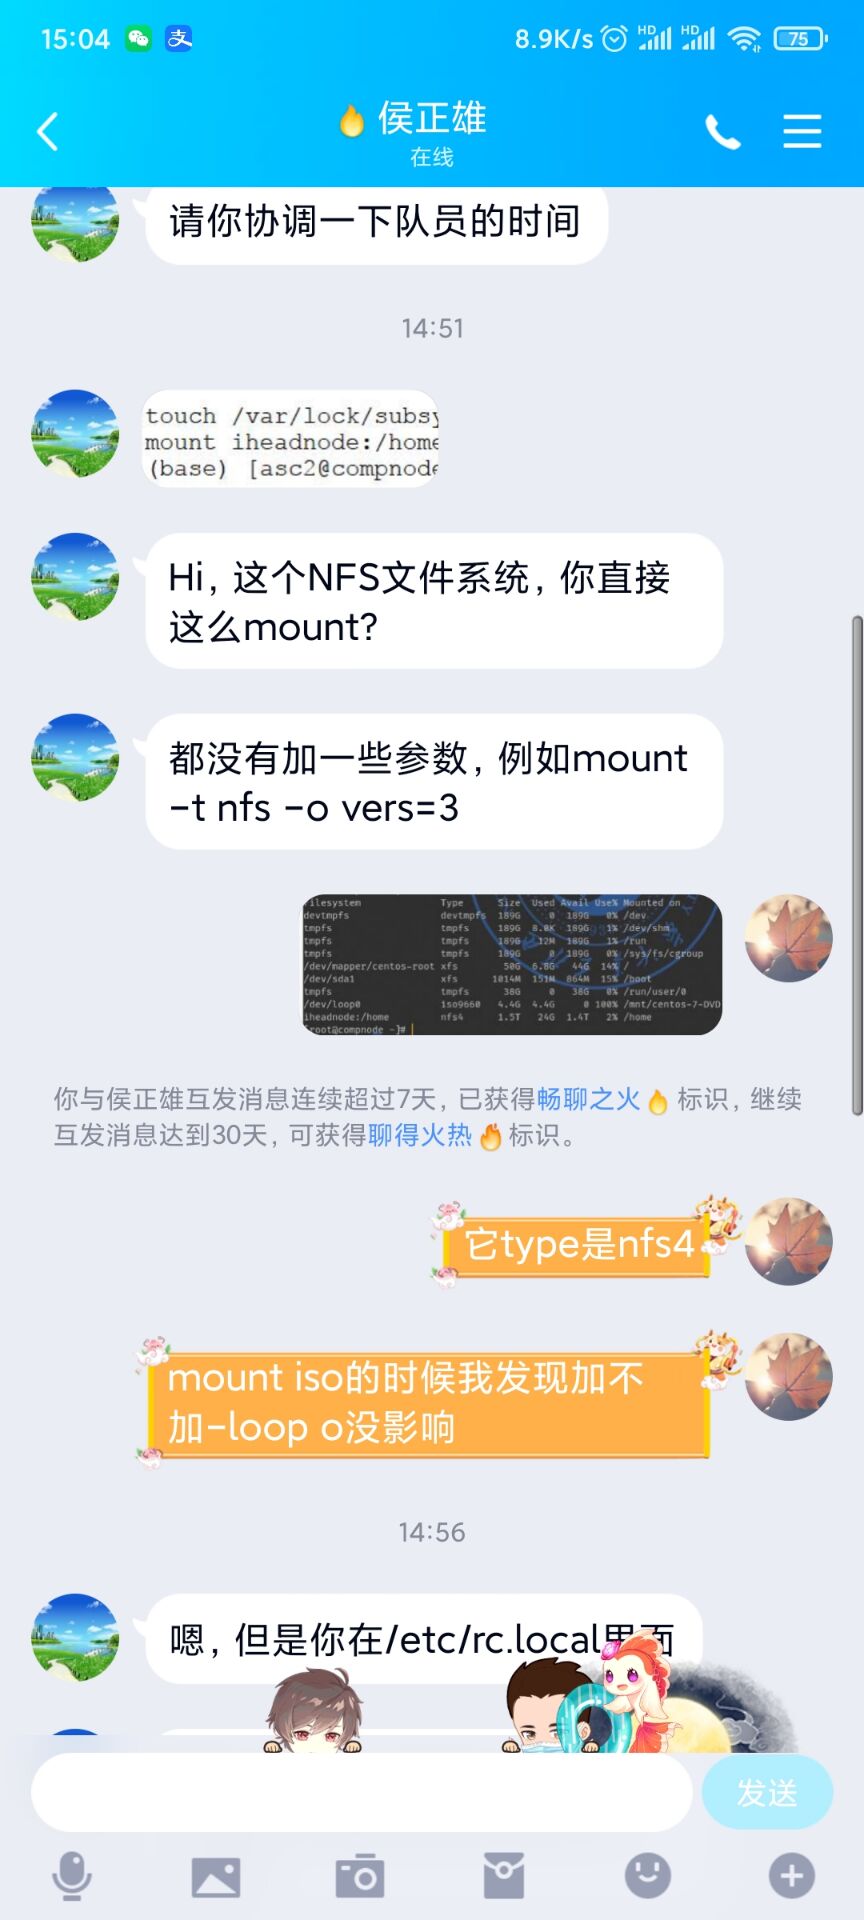 15:04
8.9K/s
HD
HD
75
侯正雄
在线
请你协调一下队员的时间
14:51
touch /var/lock/subsy
mount iheadnode:/home
(base) [asc2@compnode
Hi, 这个NFS文件系统, 你直接
这么mount?
都没有加一些参数, 例如mount
-t nfs -o vers=3
ilesystem Type Size Used Avail Use% Mounted on
devtmpfs devtmpfs 189G 0 189G 0% /dev
tmpfs tmpfs 189G 8.0K 189G 1% /dev/shm
tmpfs tmpfs 189G 12M 189G 1% /run
tmpfs tmpfs 189G 0 189G 0% /sys/fs/cgroup
/dev/mapper/centos-root xfs 50G 6.8G 44G 14% /
/dev/sda1 xfs 1014M 151M 864M 15% /boot
tmpfs tmpfs 38G 0 38G 0% /run/user/0
/dev/loop0 iso9660 4.4G 4.4G 0 100% /mnt/centos-7-DVD
iheadnode:/home nfs4 1.5T 24G 1.4T 2% /home
[root@compnode ~]#
你与侯正雄互发消息连续超过7天, 已获得畅聊之火标识, 继续
互发消息达到30天, 可获得聊得火热标识。
它type是nfs4
mount iso的时候我发现加不
加-loop o没影响
14:56
嗯, 但是你在/etc/rc.local里面
发送